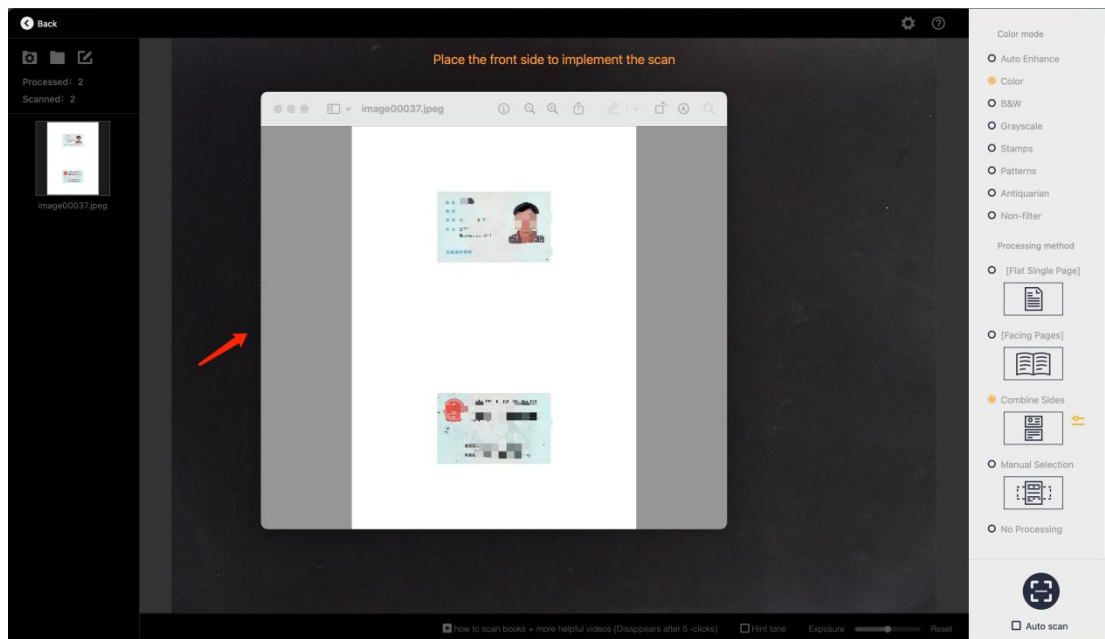 Back
Place the front side to implement the scan
Processed: 2
Scanned: 2
image00037.jpeg
image00037.jpeg
Color mode
Auto Enhance
Color
B&W
Grayscale
Stamps
Patterns
Antiquarian
Non-filter
Processing method
[Flat Single Page]
[Facing Pages]
Combine Sides
Manual Selection
No Processing
Auto scan
how to scan books + more helpful videos (Disappears after 5 -clicks)
Hint tone
Exposure
Reset